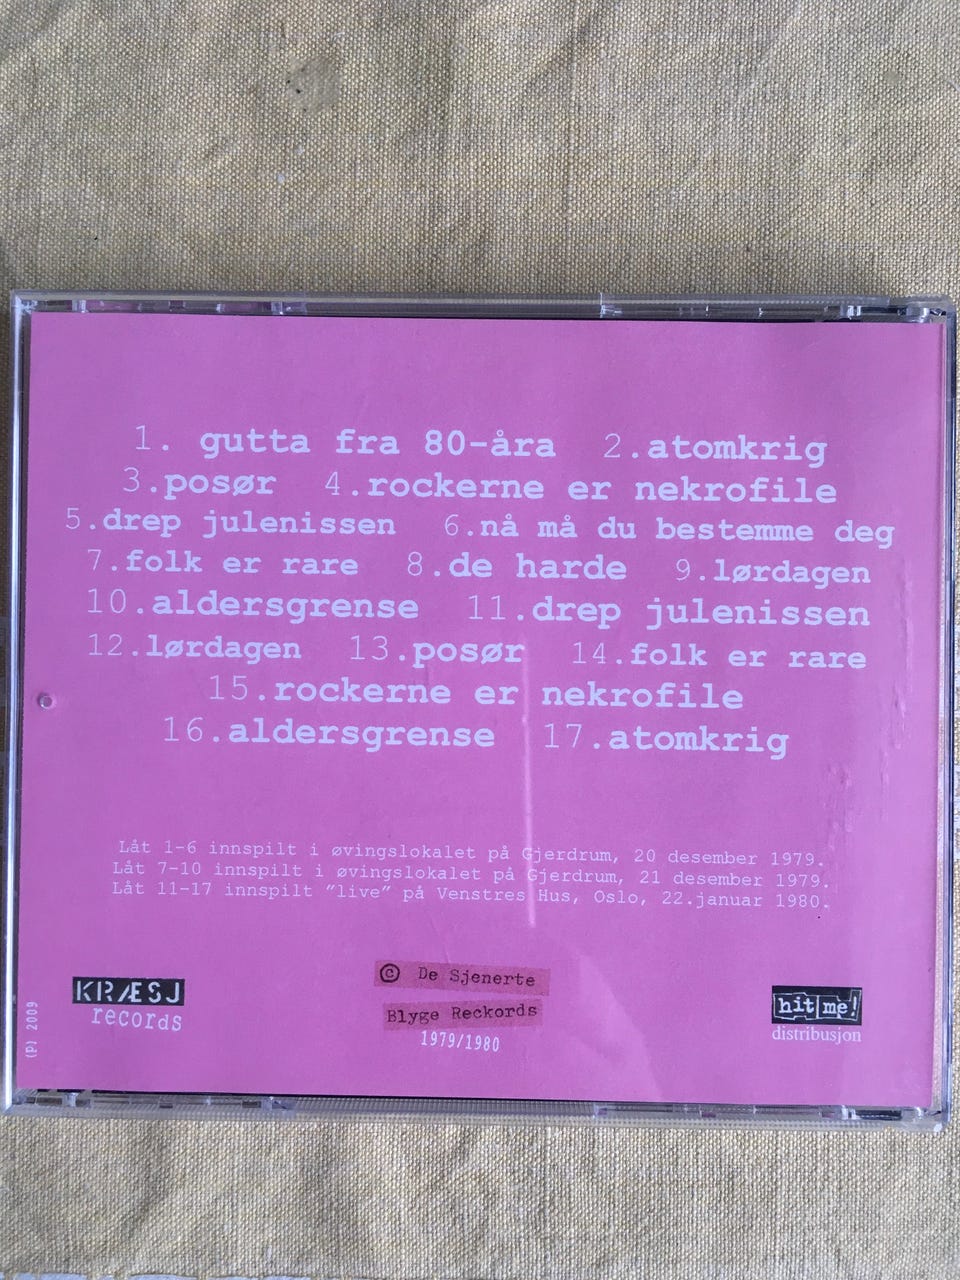 1. gutta fra 80-åra 2.atomkrig
3.posør 4.rockerne er nekrofile
5.drep julenissen 6.nå må du bestemme deg
7.folk er rare 8.de harde 9.lørdagen
10.aldersgrense 11.drep julenissen
12.lørdagen 13.posør 14.folk er rare
15.rockerne er nekrofile
16.aldersgrense 17.atomkrig
Låt 1-6 innspilt i øvingslokalet på Gjerdrum, 20 desember 1979.
Låt 7-10 innspilt i øvingslokalet på Gjerdrum, 21 desember 1979.
Låt 11-17 innspilt "live" på Venstres Hus, Oslo, 22.januar 1980.
(P) 2009
KRÆSJ
records
© De Sjenerte
Blyge Reckords
1979/1980
hit me!
distribusjon